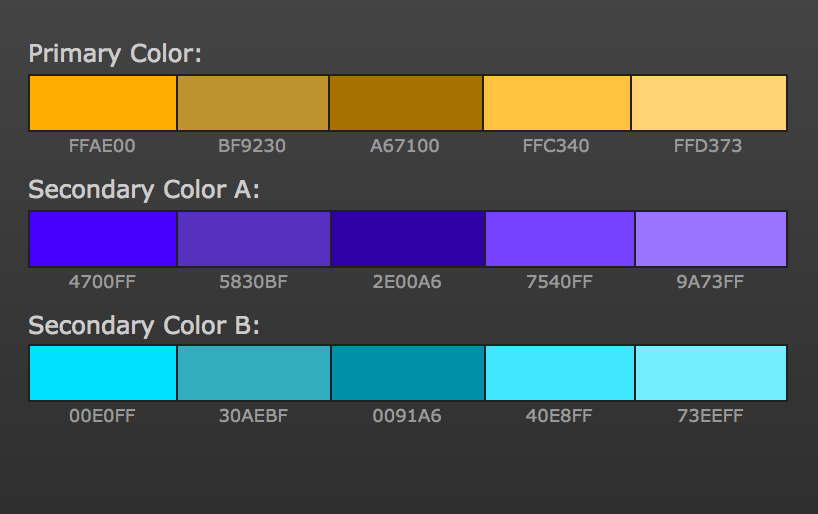 Primary Color:
FFAE00 BF9230 A67100 FFC340 FFD373
Secondary Color A:
4700FF 5830BF 2E00A6 7540FF 9A73FF
Secondary Color B:
00E0FF 30AEBF 0091A6 40E8FF 73EEFF